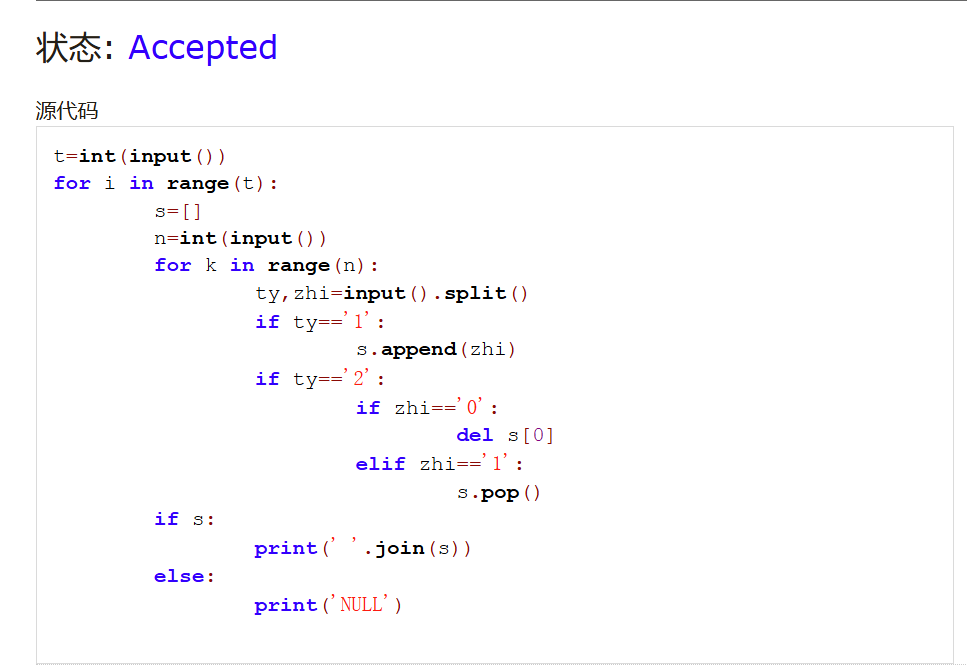 状态: Accepted
源代码
t=int(input())
for i in range(t):
        s=[]
        n=int(input())
        for k in range(n):
                ty,zhi=input().split()
                if ty=='1':
                        s.append(zhi)
                if ty=='2':
                        if zhi=='0':
                                del s[0]
                        elif zhi=='1':
                                s.pop()
        if s:
                print(' '.join(s))
        else:
                print('NULL')